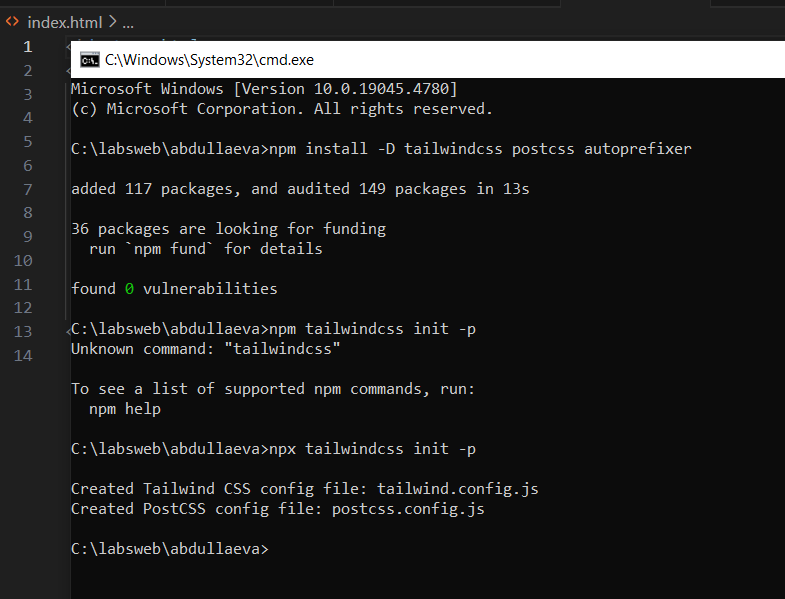 index.html > ...
C:\Windows\System32\cmd.exe
1
2
3
4
5
6
7
8
9
10
11
12
13
14
Microsoft Windows [Version 10.0.19045.4780]
(c) Microsoft Corporation. All rights reserved.
C:\labsweb\abdullaeva>npm install -D tailwindcss postcss autoprefixer
added 117 packages, and audited 149 packages in 13s
36 packages are looking for funding
run `npm fund` for details
found 0 vulnerabilities
C:\labsweb\abdullaeva>npm tailwindcss init -p
Unknown command: "tailwindcss"
To see a list of supported npm commands, run:
npm help
C:\labsweb\abdullaeva>npx tailwindcss init -p
Created Tailwind CSS config file: tailwind.config.js
Created PostCSS config file: postcss.config.js
C:\labsweb\abdullaeva>